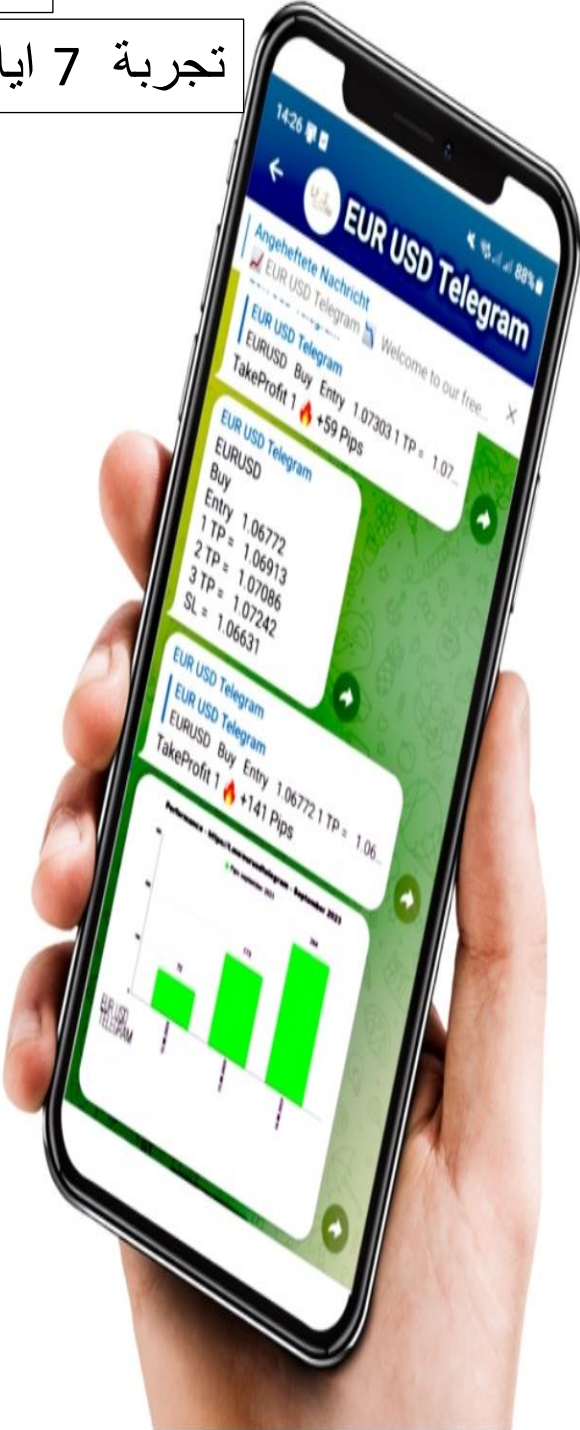 تجربة 7
14:26
88%
EUR USD Telegram
Angeheftete Nachricht
EUR USD Telegram Welcome to our free...
EUR USD Telegram
EURUSD Buy Entry 1.07303 1 TP = 1.07...
TakeProfit 1 🔥 +59 Pips
EUR USD Telegram
EURUSD
Buy
Entry 1.06772
1 TP = 1.06913
2 TP = 1.07086
3 TP = 1.07242
SL = 1.06631
EUR USD Telegram
EUR USD Telegram
EURUSD Buy Entry 1.06772 1 TP = 1.06...
TakeProfit 1 🔥 +141 Pips
EUR USD
TELEGRAM